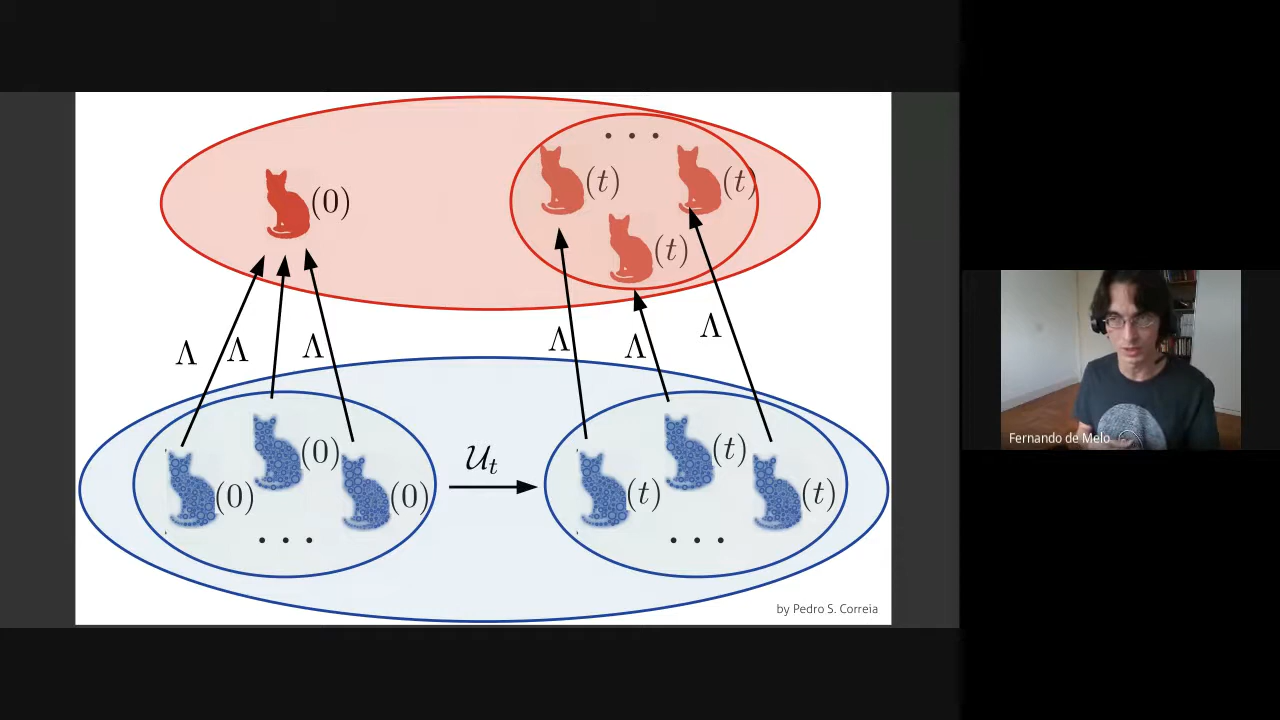 . . .
(t)
(t)
(0)
(t)
Λ
Λ
Λ
Λ
Λ
Λ
(0)
𝒰ₜ
(t)
(0)
(0)
(t)
(t)
. . .
. . .
by Pedro S. Correia
Fernando de Melo